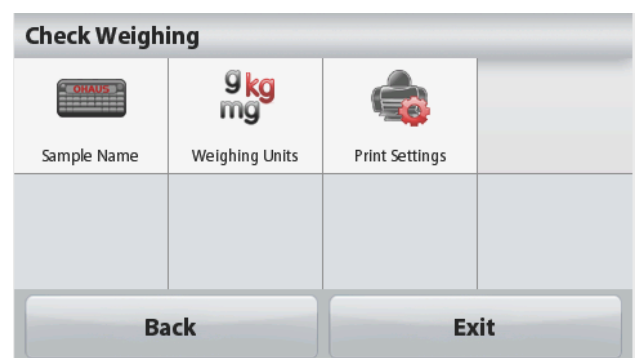 Check Weighing
OHAUS
g kg
mg
Sample Name
Weighing Units
Print Settings
Back
Exit